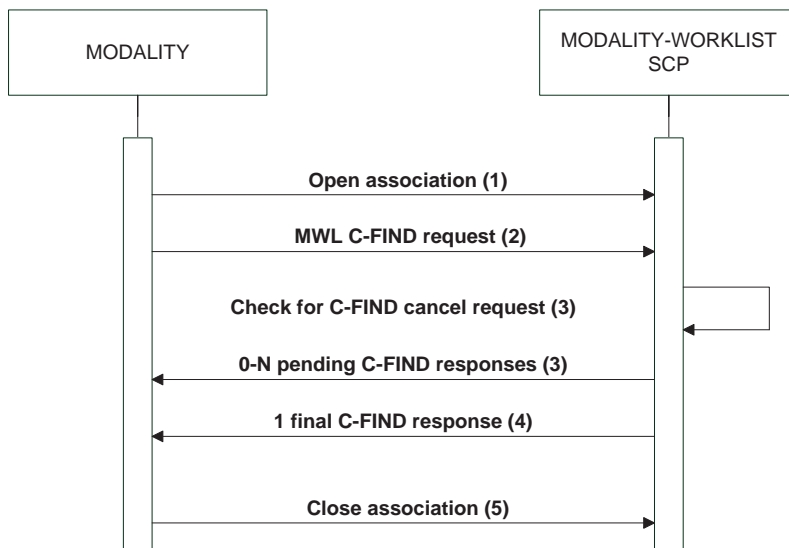 MODALITY
MODALITY-WORKLIST
SCP
Open association (1)
MWL C-FIND request (2)
Check for C-FIND cancel request (3)
0-N pending C-FIND responses (3)
1 final C-FIND response (4)
Close association (5)